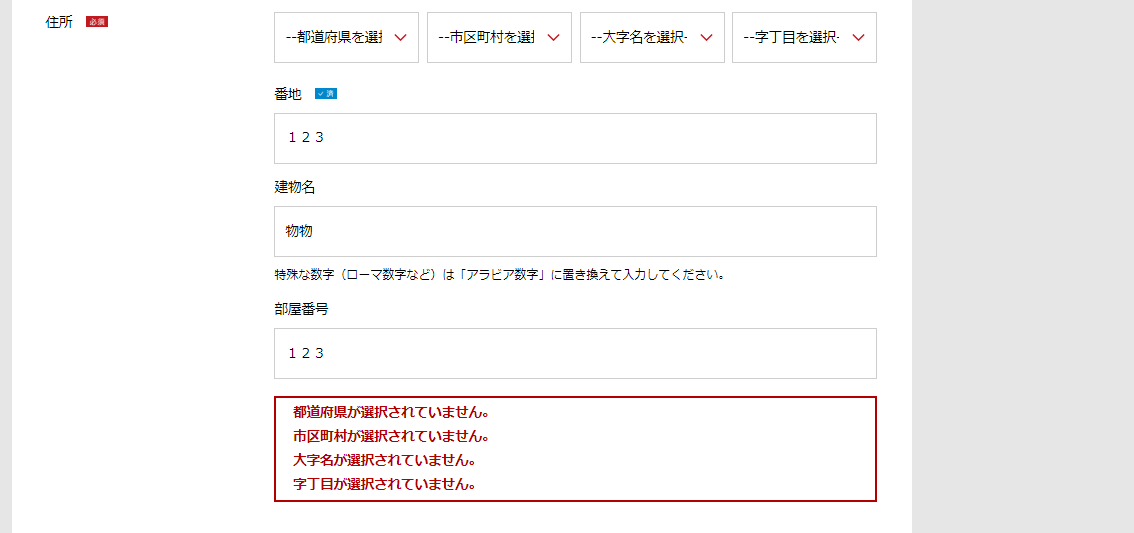 住所 必須
--都道府県を選択 --市区町村を選択 --大字名を選択- --字丁目を選択-
番地 ✓ 済
１２３
建物名
物物
特殊な数字（ローマ数字など）は「アラビア数字」に置き換えて入力してください。
部屋番号
１２３
都道府県が選択されていません。
市区町村が選択されていません。
大字名が選択されていません。
字丁目が選択されていません。